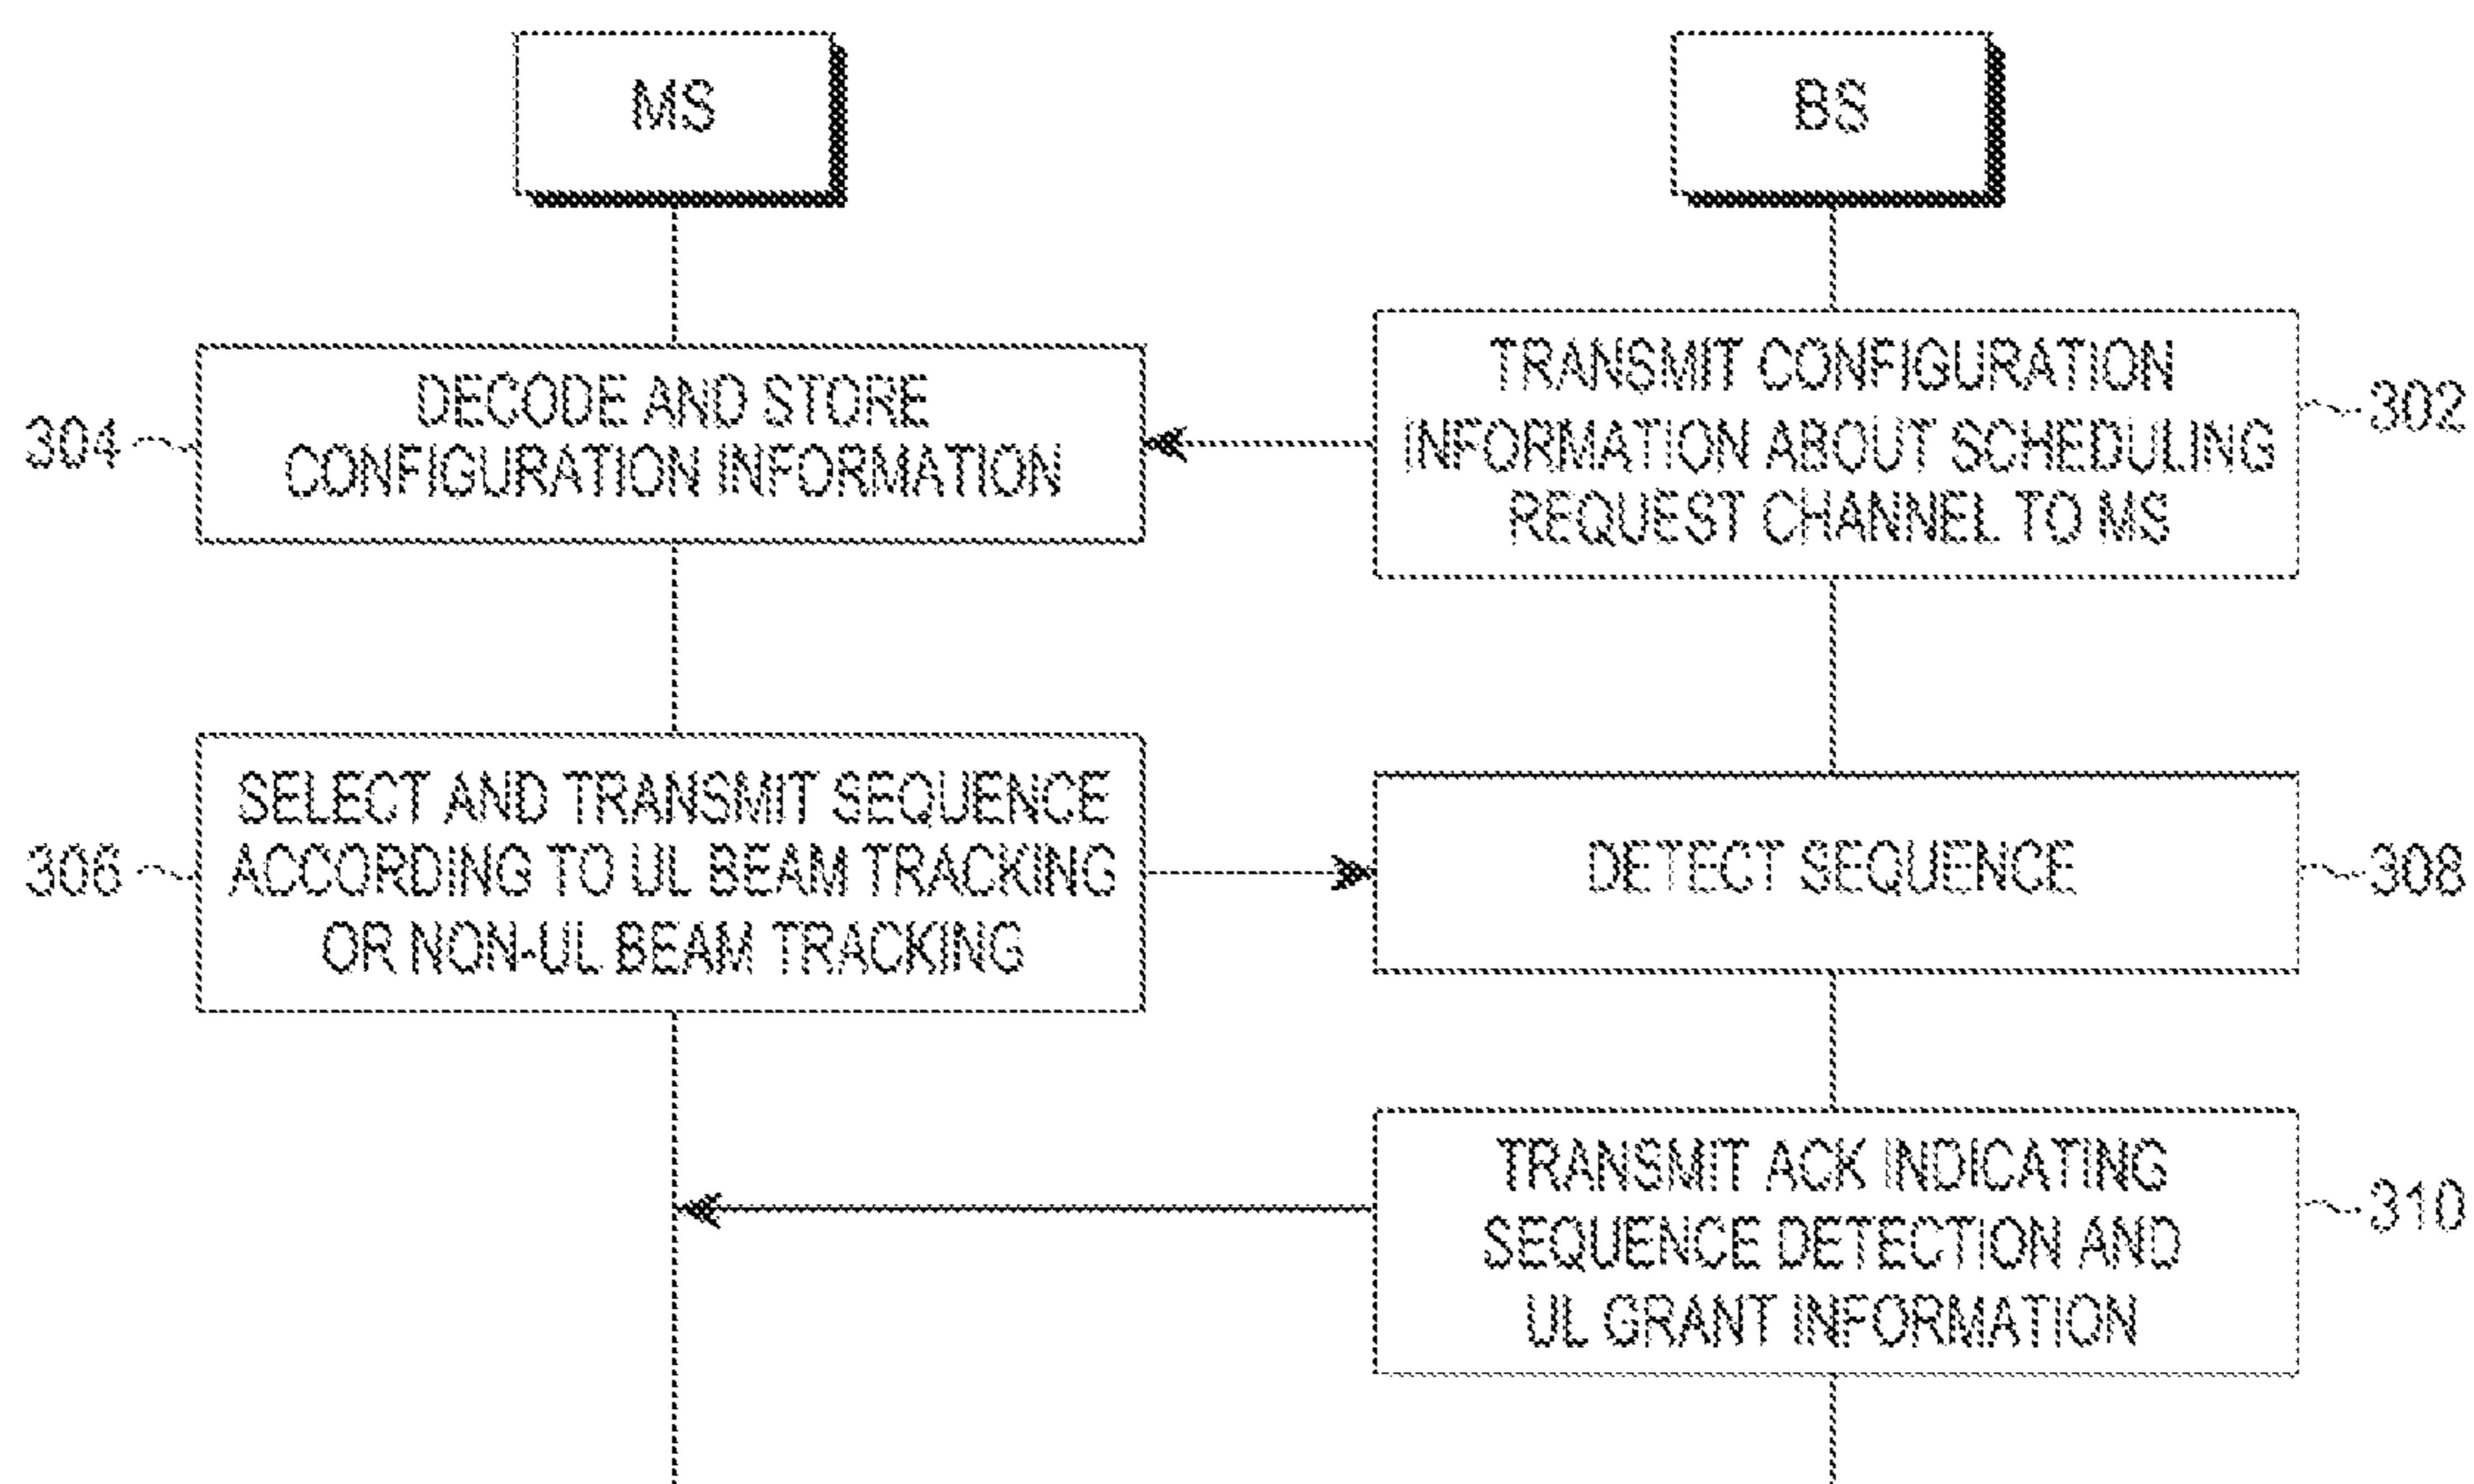 MS
BS
304
DECODE AND STORE
CONFIGURATION INFORMATION
TRANSMIT CONFIGURATION
INFORMATION ABOUT SCHEDULING
REQUEST CHANNEL TO MS
302
306
SELECT AND TRANSMIT SEQUENCE
ACCORDING TO UL BEAM TRACKING
OR NON-UL BEAM TRACKING
DETECT SEQUENCE
308
TRANSMIT ACK INDICATING
SEQUENCE DETECTION AND
UL GRANT INFORMATION
310